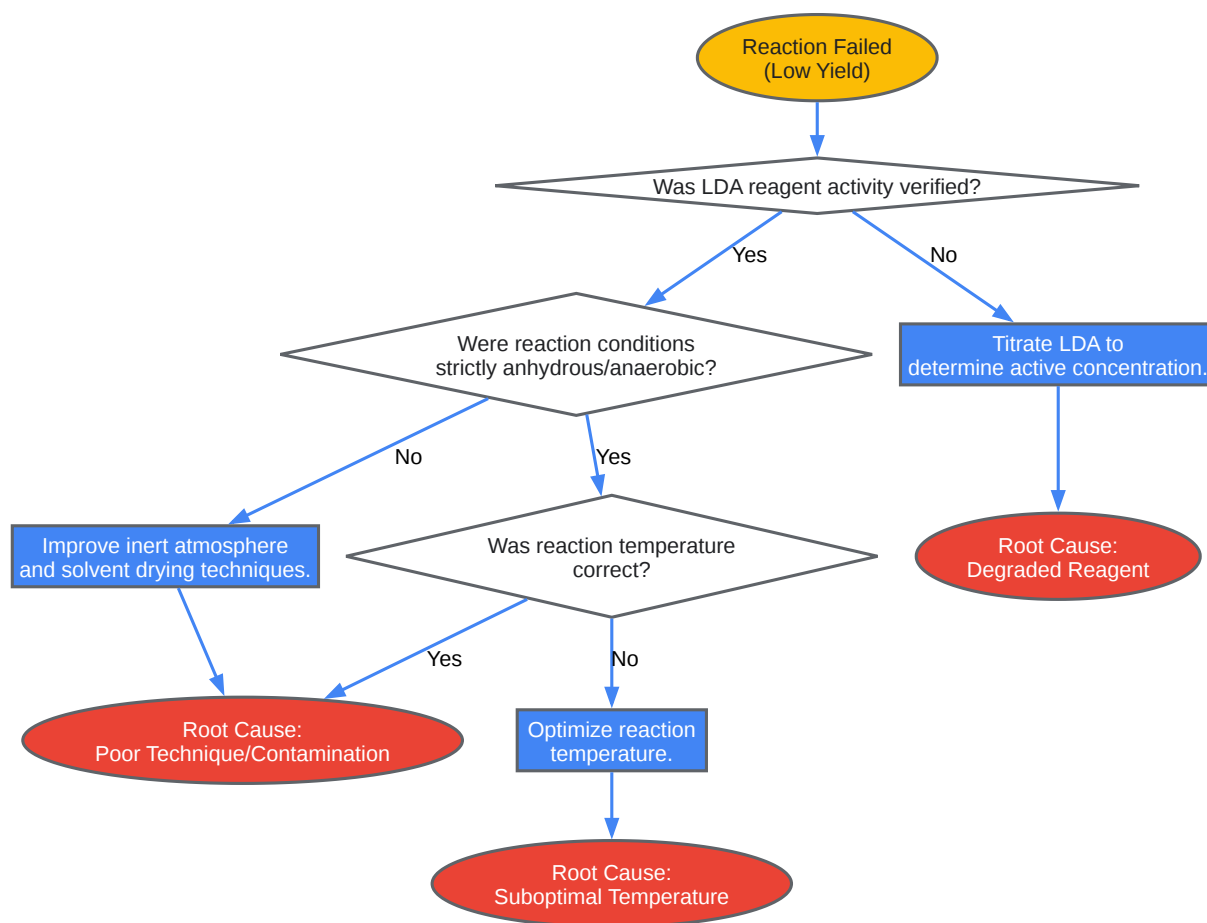 Reaction Failed
(Low Yield)
Was LDA reagent activity verified?
Yes
No
Were reaction conditions
strictly anhydrous/anaerobic?
Titrate LDA to
determine active concentration.
No
Yes
Improve inert atmosphere
and solvent drying techniques.
Was reaction temperature
correct?
Root Cause:
Degraded Reagent
Yes
No
Root Cause:
Poor Technique/Contamination
Optimize reaction
temperature.
Root Cause:
Suboptimal Temperature